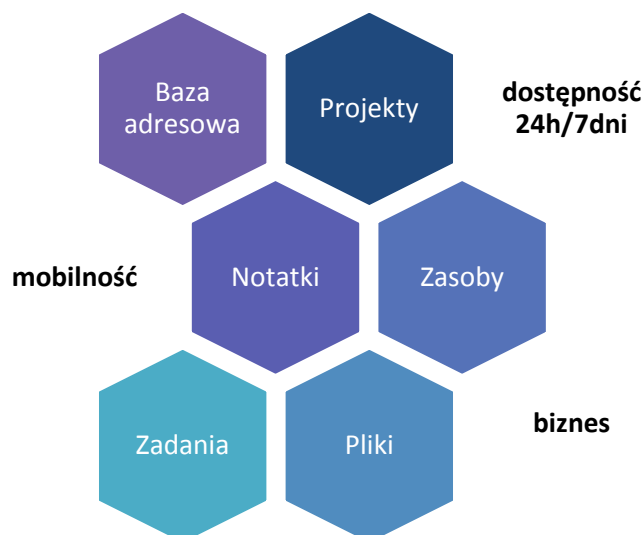 Baza
adresowa
Projekty
dostępność
24h/7dni
mobilność
Notatki
Zasoby
Zadania
Pliki
biznes